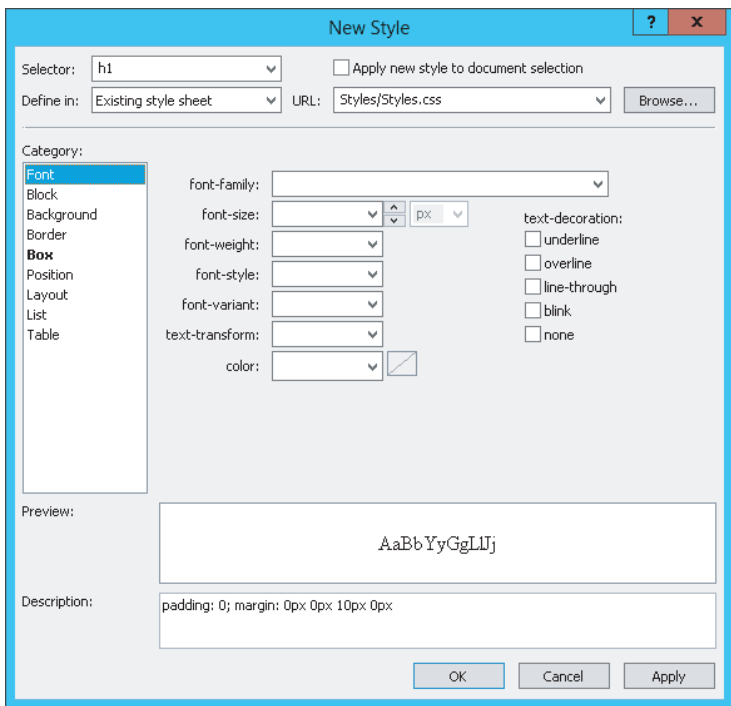 New Style
? x
Selector: h1 Apply new style to document selection
Define in: Existing style sheet URL: Styles/Styles.css Browse...
Category:
Font
Block
Background
Border
Box
Position
Layout
List
Table
font-family:
font-size: px
font-weight:
font-style:
font-variant:
text-transform:
color:
text-decoration:
underline
overline
line-through
blink
none
Preview:
AaBbYyGgLlJj
Description:
padding: 0; margin: 0px 0px 10px 0px
OK Cancel Apply